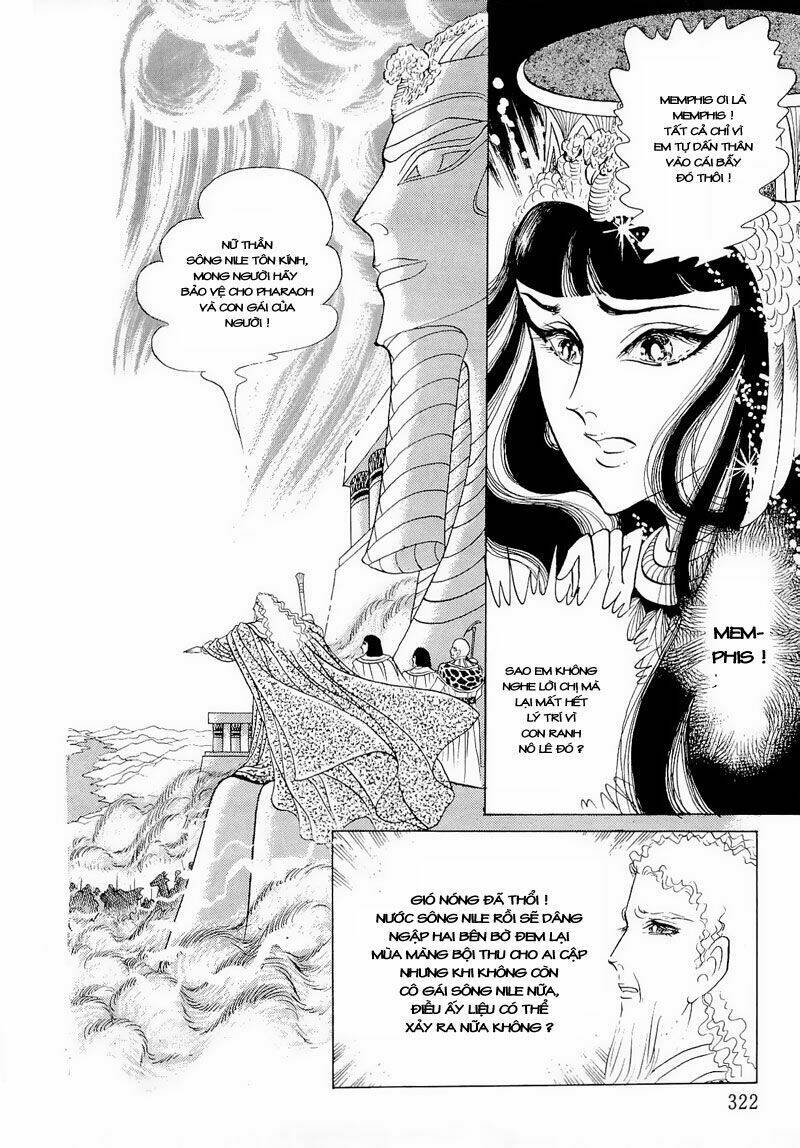 MEMPHIS ƠI LÀ
MEMPHIS !
TẤT CẢ CHỈ VÌ
EM TỰ DẤN THÂN
VÀO CÁI BẪY
ĐÓ THÔI !
NỮ THẦN
SÔNG NILE TÔN KÍNH,
MONG NGƯỜI HÃY
BẢO VỆ CHO PHARAOH
VÀ CON GÁI CỦA
NGƯỜI !
MEM-
PHIS !
SAO EM KHÔNG
NGHE LỜI CHỊ MÀ
LẠI MẤT HẾT
LÝ TRÍ VÌ
CON RANH
NÔ LÊ ĐÓ ?
GIÓ NÓNG ĐÃ THỔI !
NƯỚC SÔNG NILE RỒI SẼ DÂNG
NGẬP HAI BÊN BỜ ĐEM LẠI
MÙA MÀNG BỘI THU CHO AI CẬP
NHƯNG KHI KHÔNG CÒN
CÔ GÁI SÔNG NILE NỮA,
ĐIỀU ẤY LIỆU CÓ THỂ
XẢY RA NỮA KHÔNG ?
322